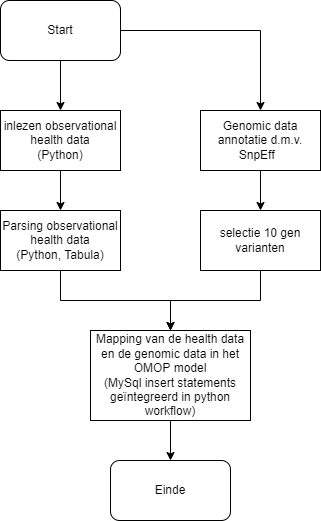 Start
inlezen observational
health data
(Python)
Genomic data
annotatie d.m.v.
SnpEff
Parsing observational
health data
(Python, Tabula)
selectie 10 gen
varianten
Mapping van de health data
en de genomic data in het
OMOP model
(MySql insert statements
geïntegreerd in python
workflow)
Einde